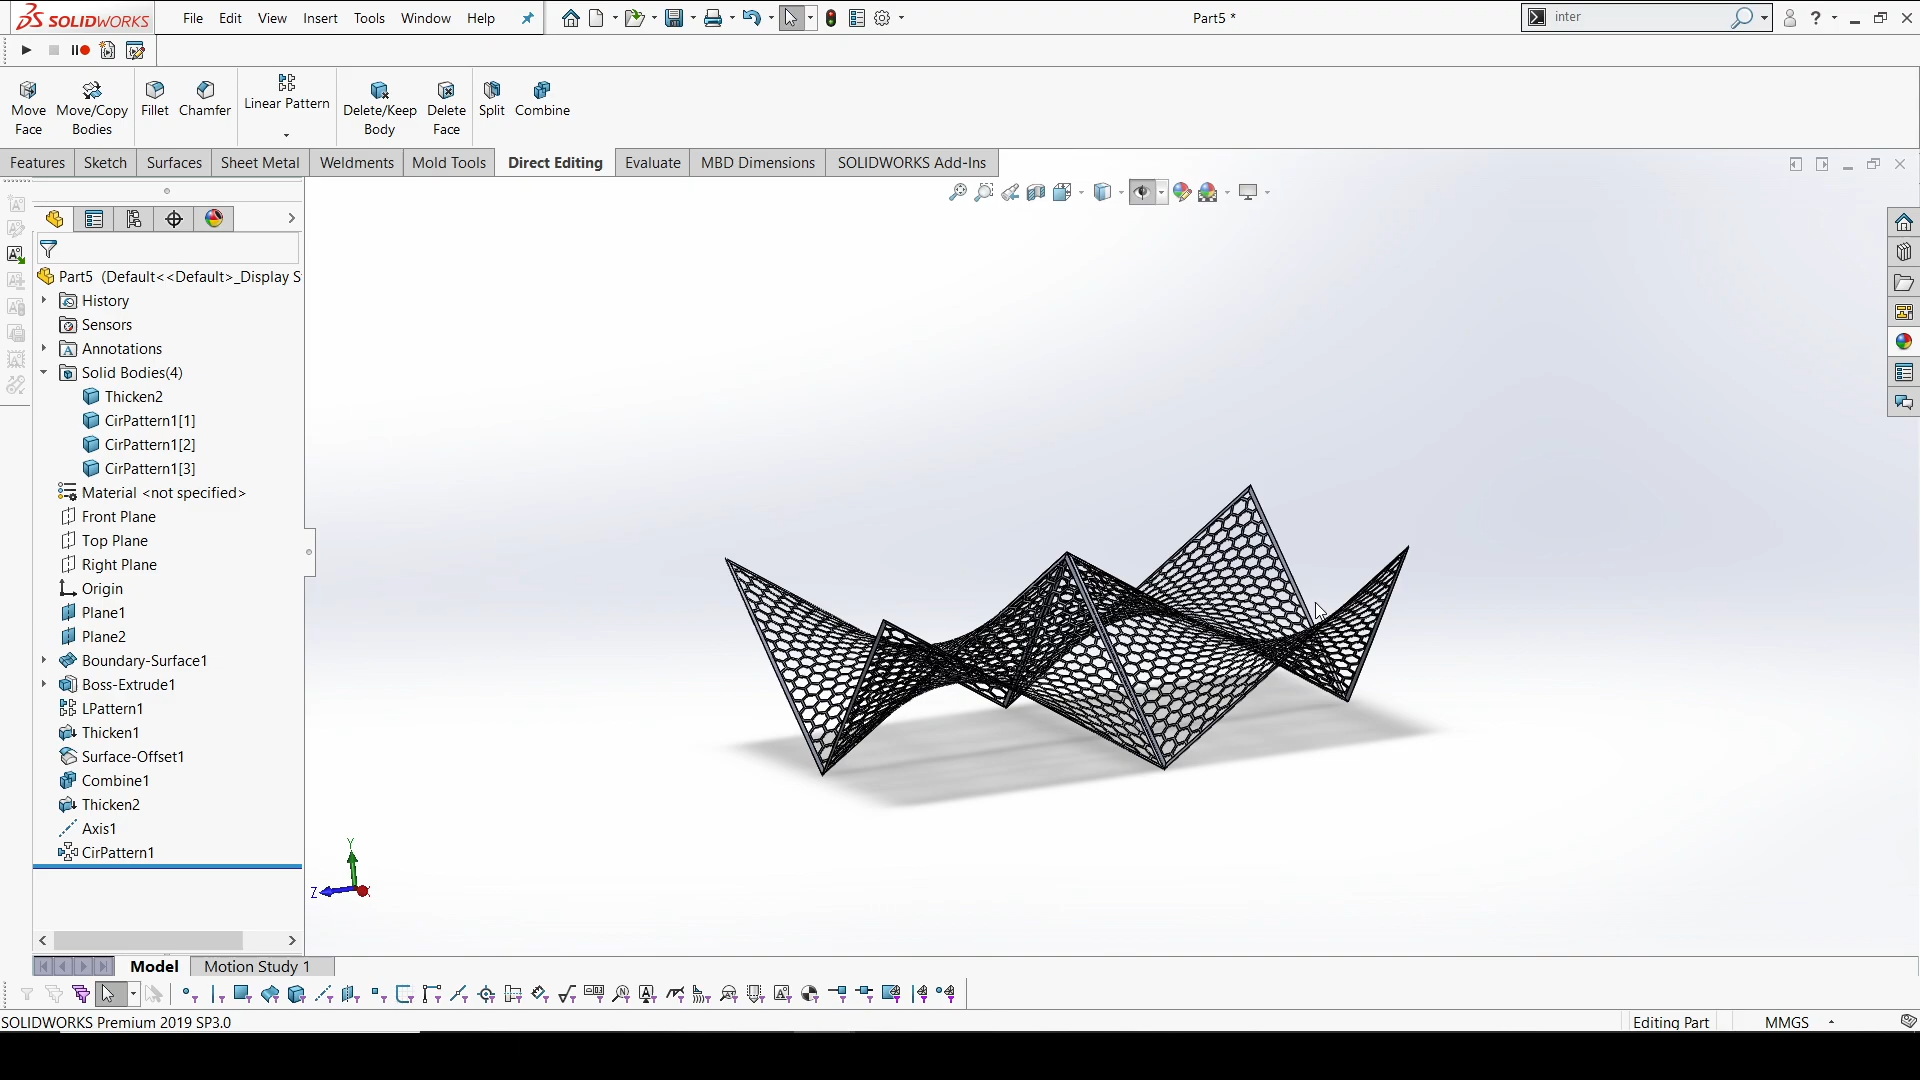 SOLIDWORKS File Edit View Insert Tools Window Help Part5 * inter ?
Move Face
Move/Copy Bodies
Fillet
Chamfer
Linear Pattern
Delete/Keep Body
Delete Face
Split
Combine
Features Sketch Surfaces Sheet Metal Weldments Mold Tools Direct Editing Evaluate MBD Dimensions SOLIDWORKS Add-Ins
Part5 (Default<<Default>_Display S
History
Sensors
Annotations
Solid Bodies(4)
Thicken2
CirPattern1[1]
CirPattern1[2]
CirPattern1[3]
Material <not specified>
Front Plane
Top Plane
Right Plane
Origin
Plane1
Plane2
Boundary-Surface1
Boss-Extrude1
LPattern1
Thicken1
Surface-Offset1
Combine1
Thicken2
Axis1
CirPattern1
Y
Z
Model Motion Study 1
SOLIDWORKS Premium 2019 SP3.0 Editing Part MMGS